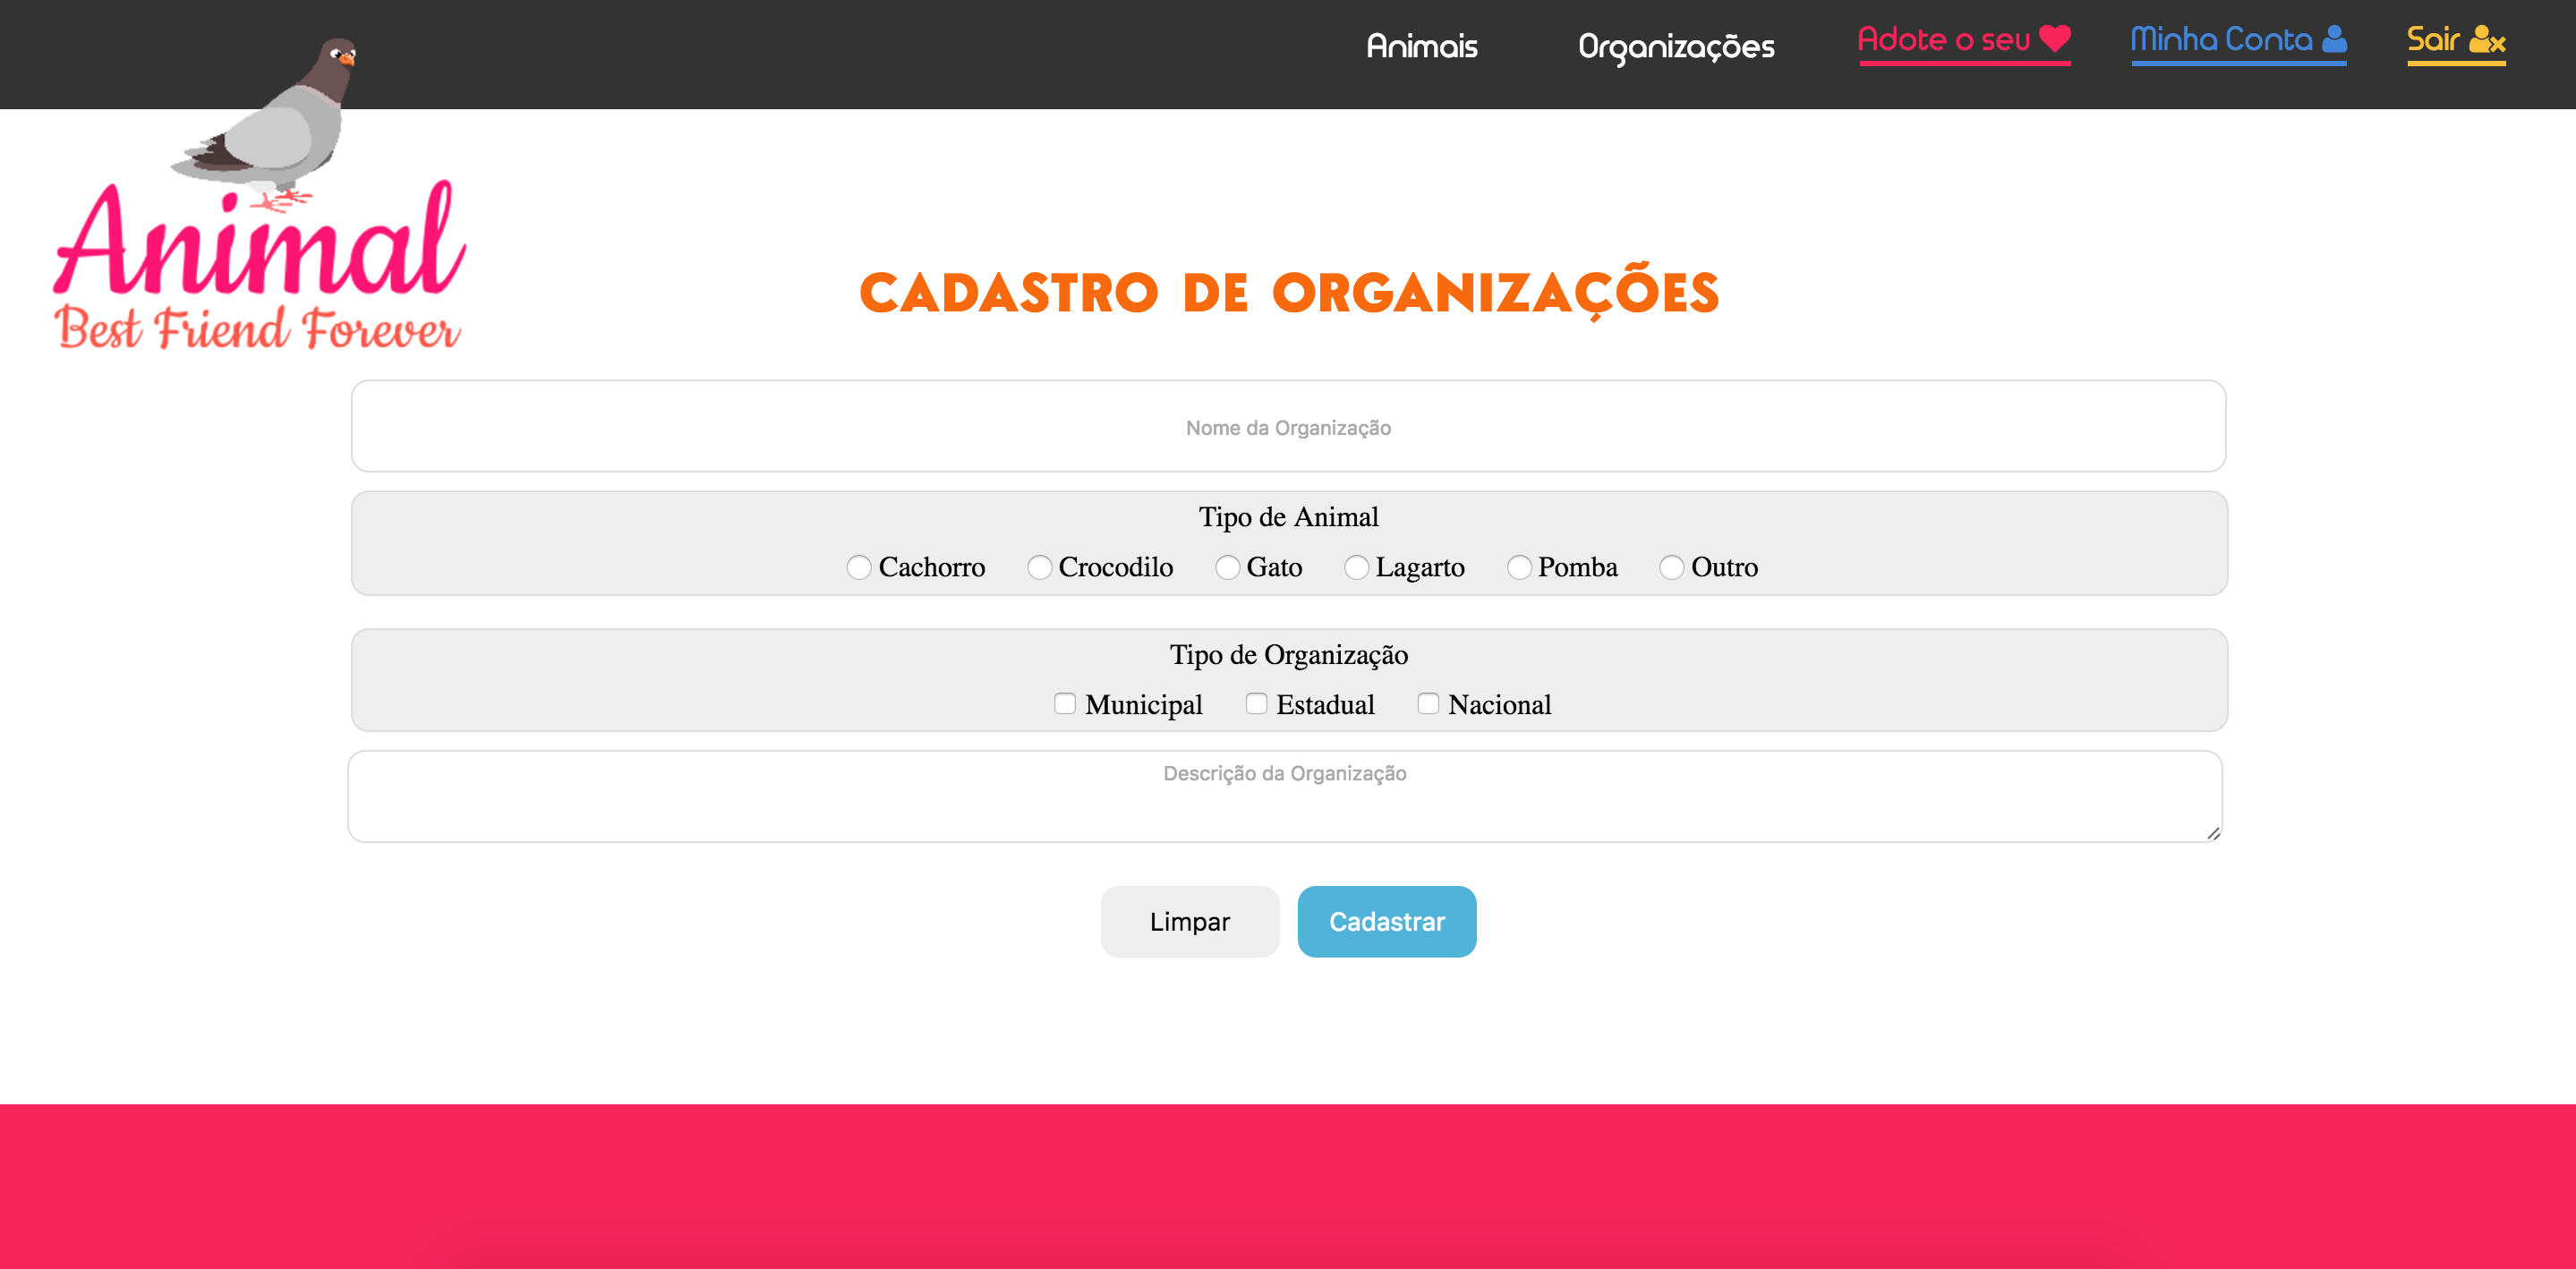 Animais Organizações Adote o seu Minha Conta Sair
Animal
Best Friend Forever
CADASTRO DE ORGANIZAÇÕES
Nome da Organização
Tipo de Animal
Cachorro Crocodilo Gato Lagarto Pomba Outro
Tipo de Organização
Municipal Estadual Nacional
Descrição da Organização
Limpar Cadastrar